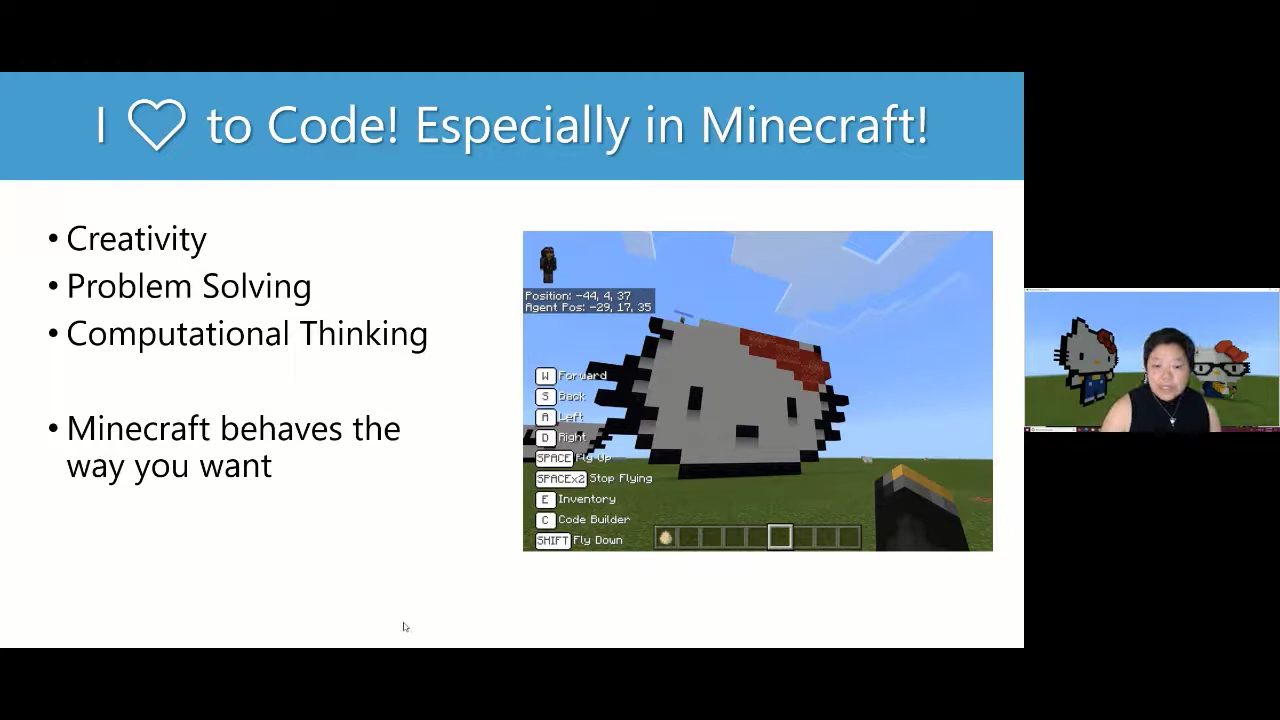 I ♡ to Code! Especially in Minecraft!
• Creativity
• Problem Solving
• Computational Thinking
• Minecraft behaves the
way you want
Position: -44, 4, 37
Agent Pos: -29, 17, 35
W Forward
S Back
A Left
D Right
SPACE Fly Up
SPACEx2 Stop Flying
E Inventory
C Code Builder
SHIFT Fly Down